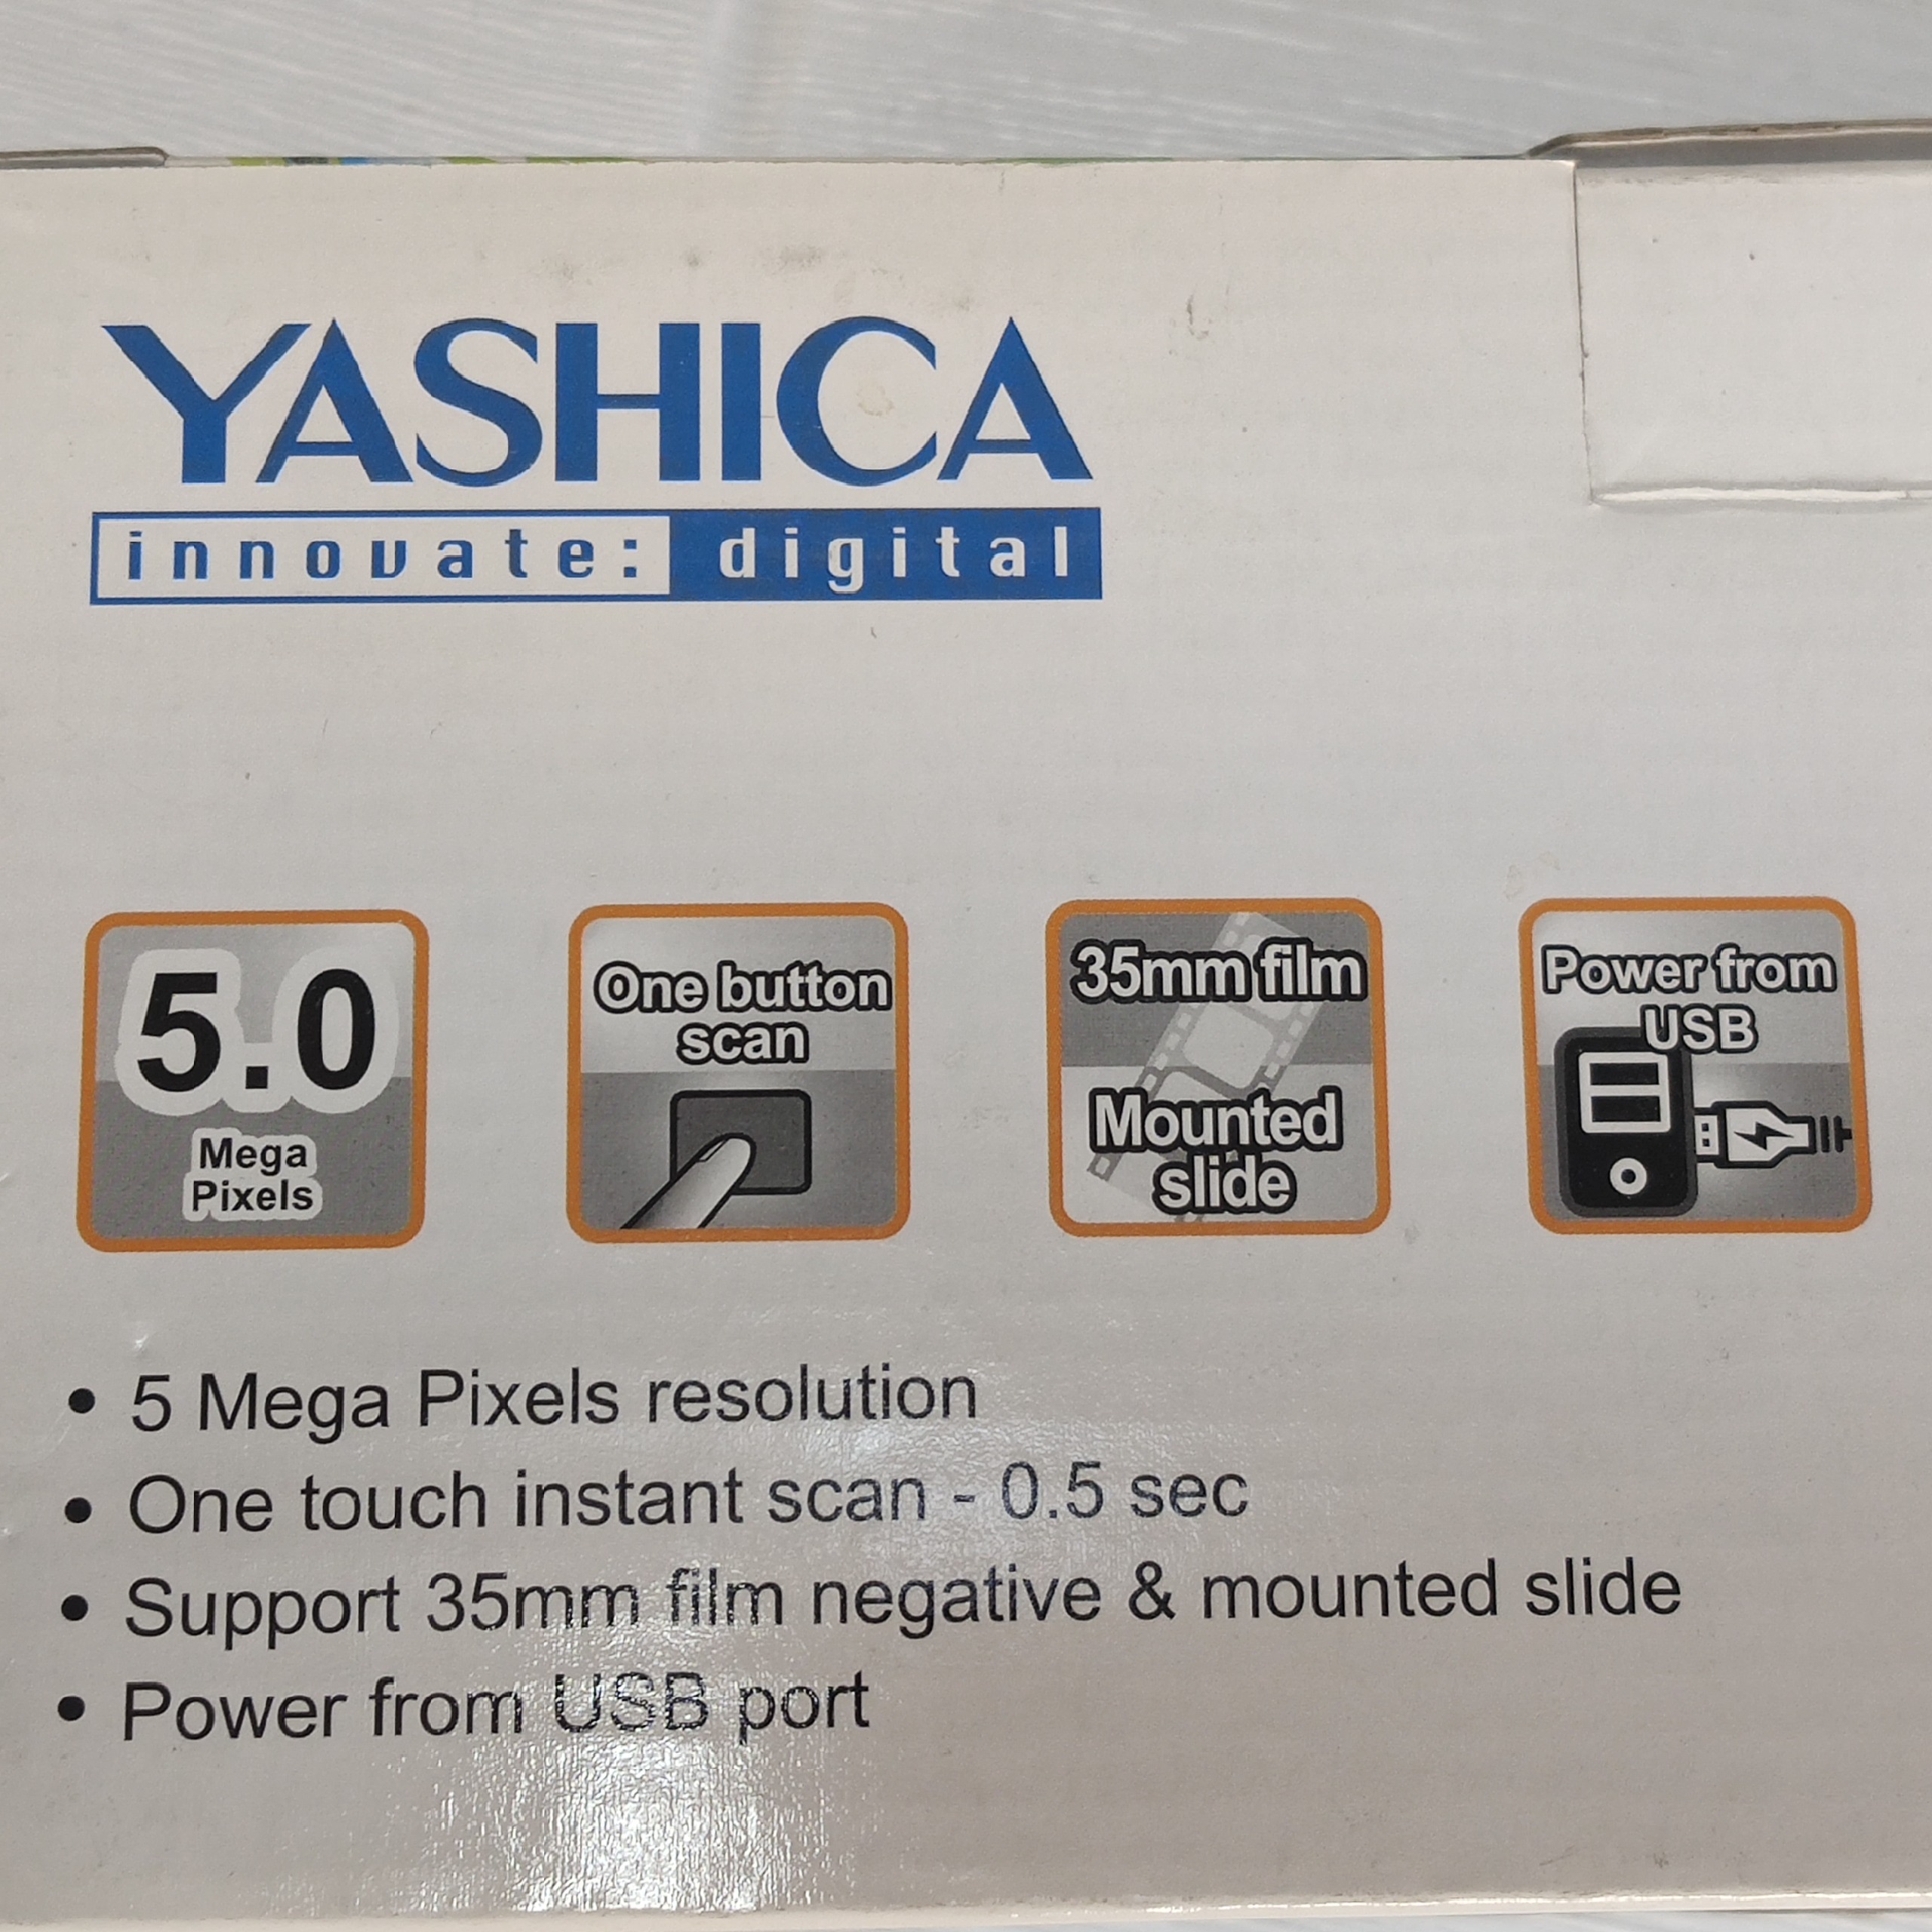 YASHICA
innovate: digital
5.0
Mega
Pixels
One button
scan
35mm film
Mounted
slide
Power from
USB
• 5 Mega Pixels resolution
• One touch instant scan - 0.5 sec
• Support 35mm film negative & mounted slide
• Power from USB port